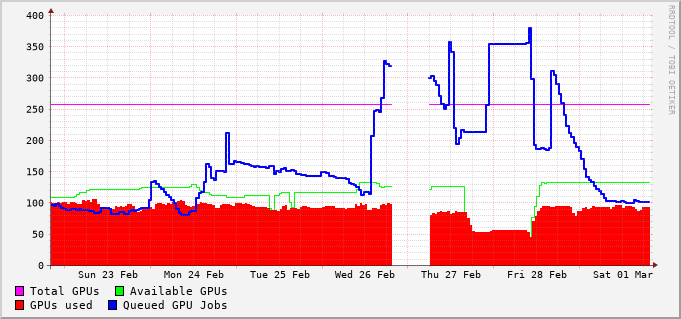 400
350
300
250
200
150
100
50
0
Sun 23 Feb Mon 24 Feb Tue 25 Feb Wed 26 Feb Thu 27 Feb Fri 28 Feb Sat 01 Mar
Total GPUs Available GPUs
GPUs used Queued GPU Jobs
RRDTOOL / TOBI OETIKER